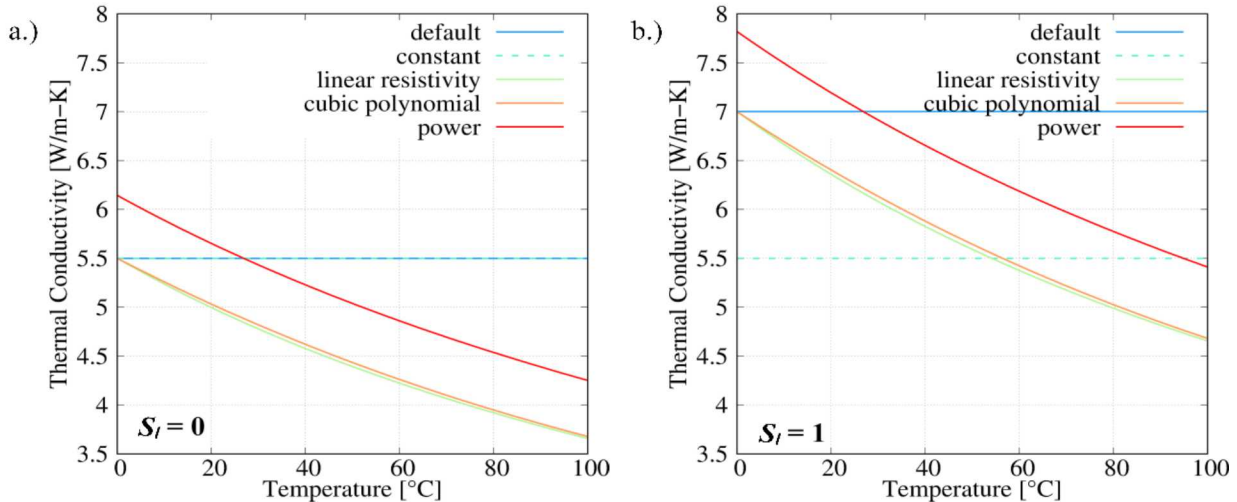 a.)
8
7.5
7
6.5
6
5.5
5
4.5
4
3.5
Thermal Conductivity [W/m−K]
default
constant
linear resistivity
cubic polynomial
power
S_l = 0
0 20 40 60 80 100
Temperature [°C]
b.)
8
7.5
7
6.5
6
5.5
5
4.5
4
3.5
Thermal Conductivity [W/m−K]
default
constant
linear resistivity
cubic polynomial
power
S_l = 1
0 20 40 60 80 100
Temperature [°C]